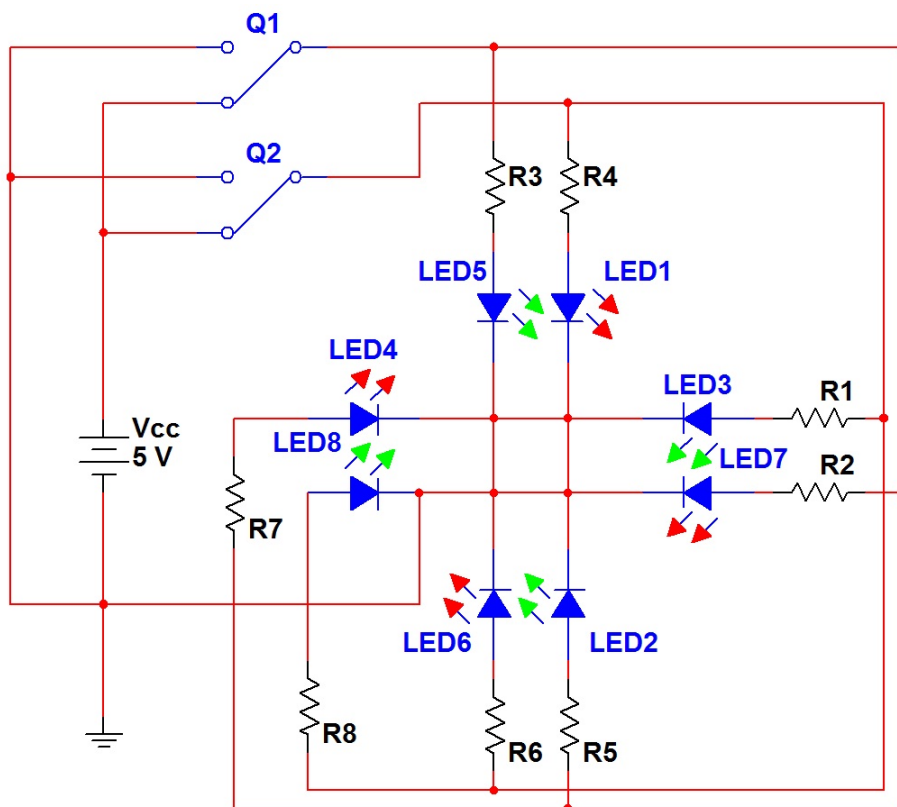 Q1
Q2
R3
R4
LED5
LED1
LED4
LED3
R1
Vcc
5 V
LED8
LED7
R2
R7
LED6
LED2
R8
R6
R5